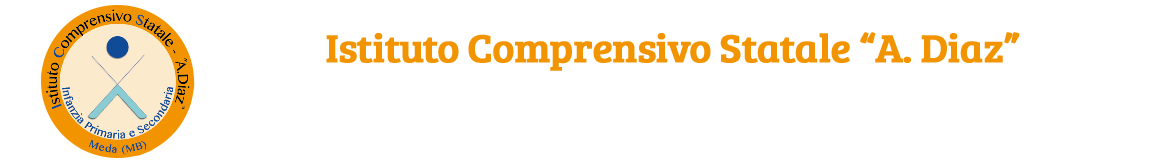 Istituto Comprensivo Statale - "A.Diaz"
Infanzia Primaria e Secondaria
Meda (MB)
Istituto Comprensivo Statale “A. Diaz”